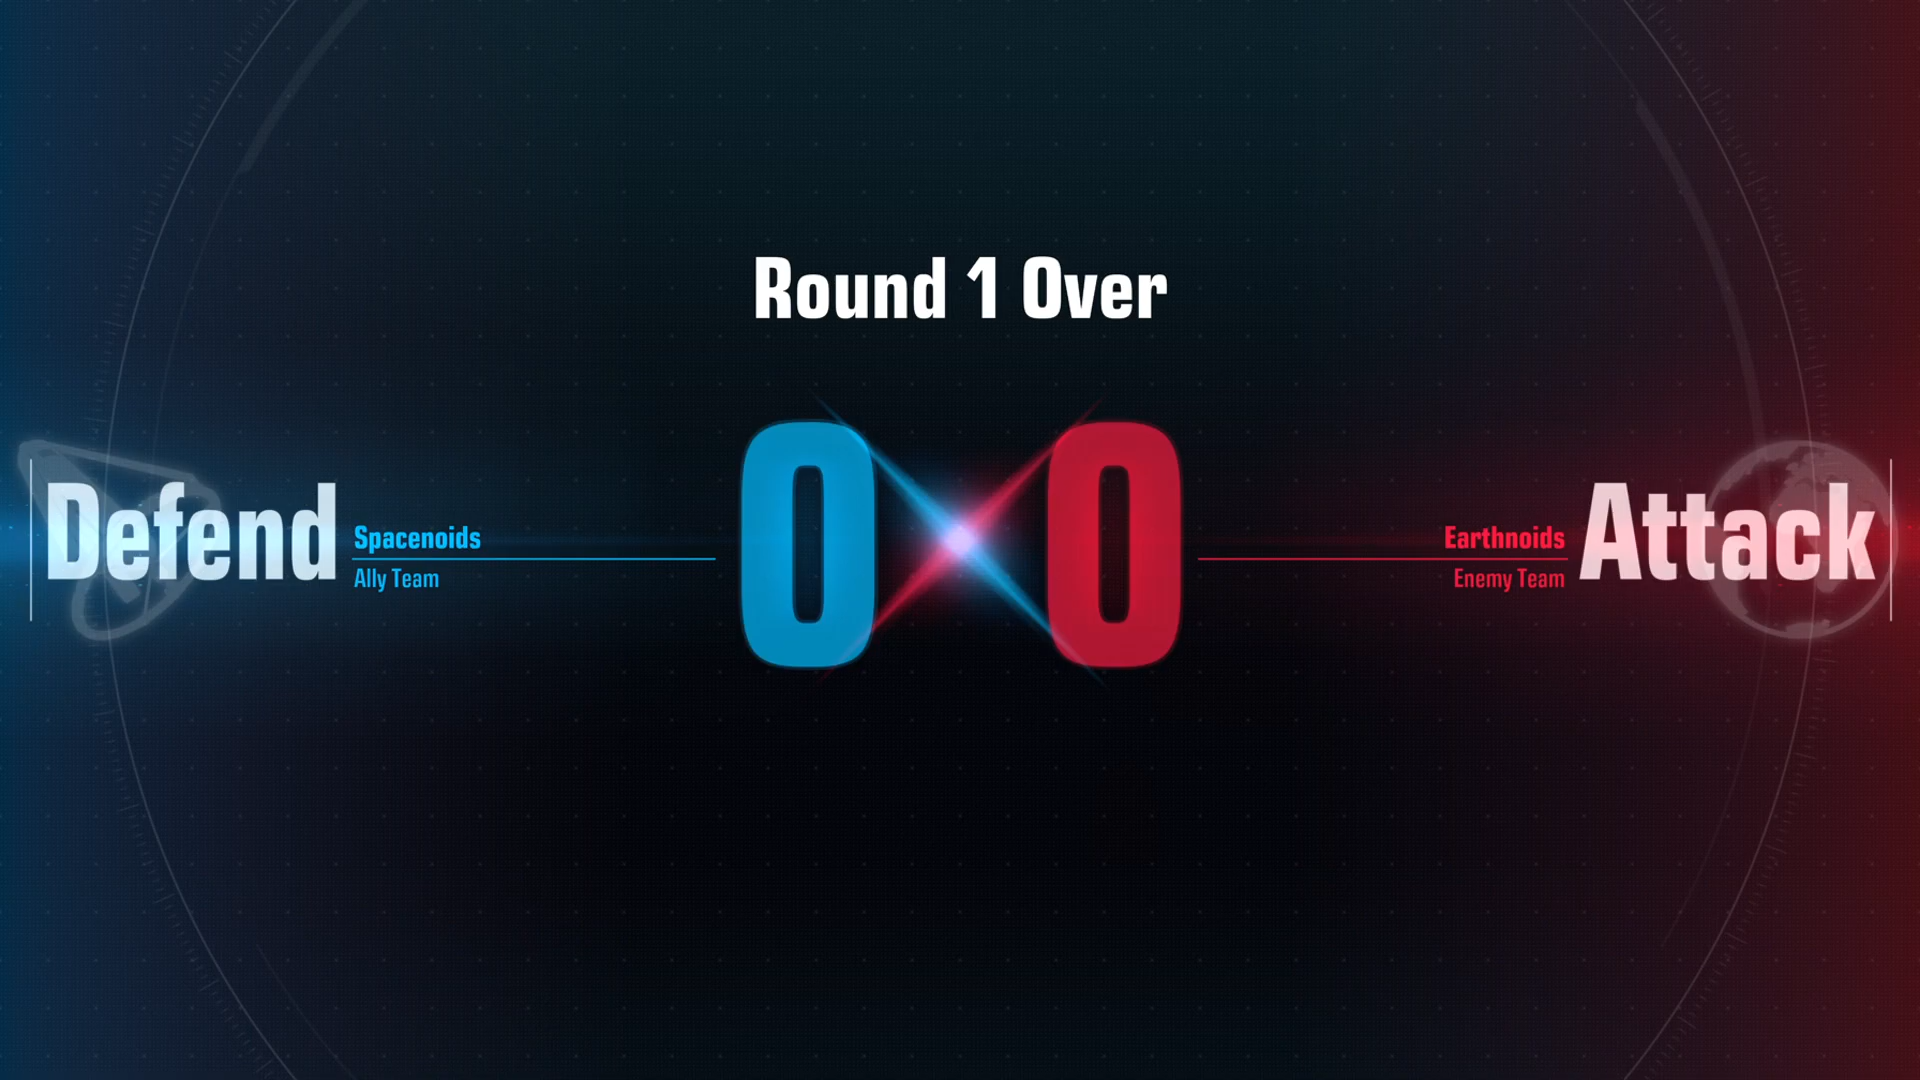 Round 1 Over
Defend
Spacenoids
Ally Team
0
0
Earthnoids
Enemy Team
Attack